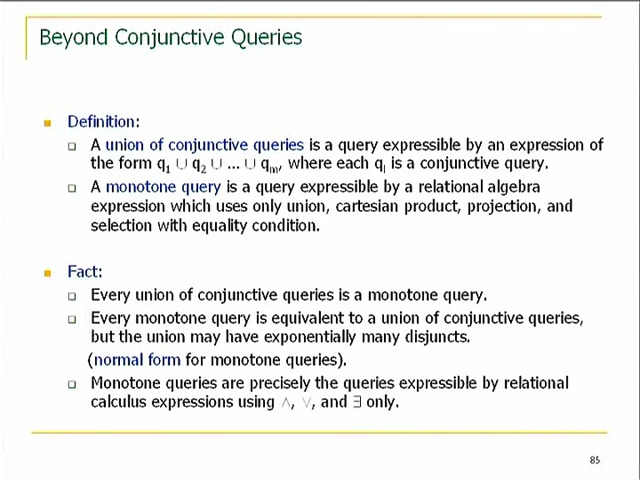 Beyond Conjunctive Queries
Definition:
A union of conjunctive queries is a query expressible by an expression of
the form q1 ∪ q2 ∪ ... ∪ qm, where each qi is a conjunctive query.
A monotone query is a query expressible by a relational algebra
expression which uses only union, cartesian product, projection, and
selection with equality condition.
Fact:
Every union of conjunctive queries is a monotone query.
Every monotone query is equivalent to a union of conjunctive queries,
but the union may have exponentially many disjuncts.
(normal form for monotone queries).
Monotone queries are precisely the queries expressible by relational
calculus expressions using ∧, ∨, and ∃ only.
85